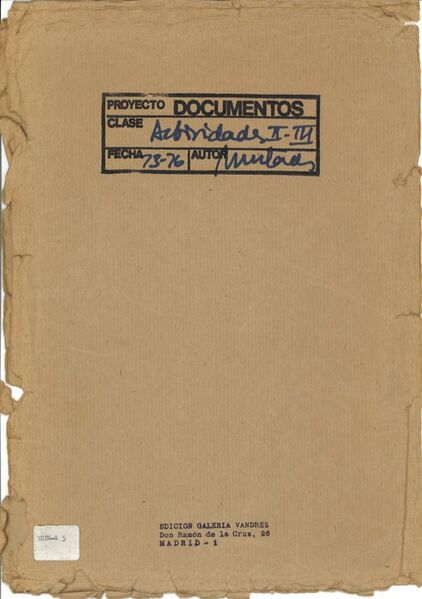 PROYECTO DOCUMENTOS
CLASE Actividades II-III
FECHA 73-76 AUTOR Muntadas
EDICION GALERIA VANDRES
Don Ramón de la Cruz, 26
MADRID - 1